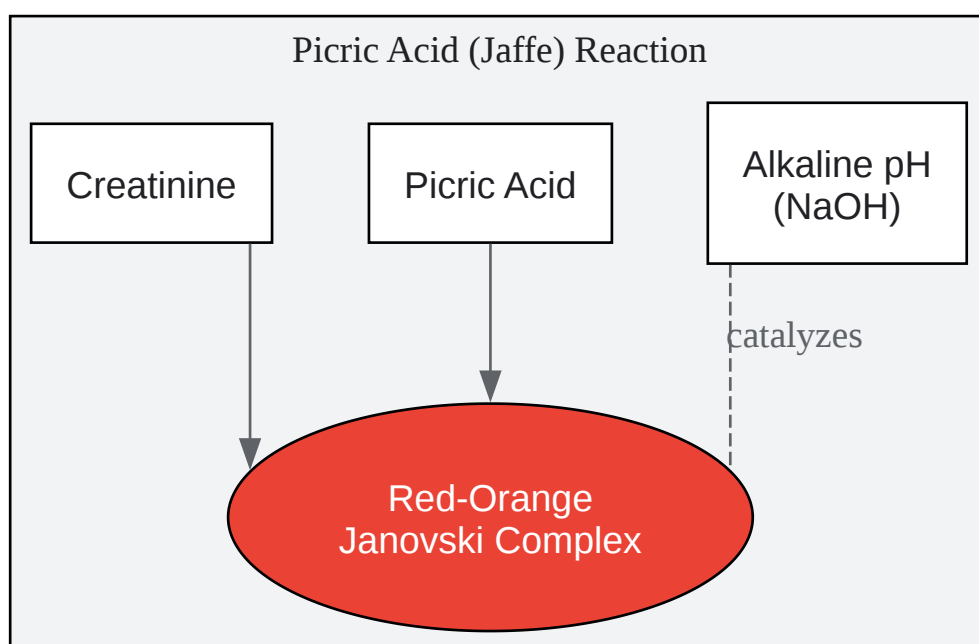 Picric Acid (Jaffe) Reaction
Creatinine
Picric Acid
Alkaline pH
(NaOH)
catalyzes
Red-Orange
Janovski Complex